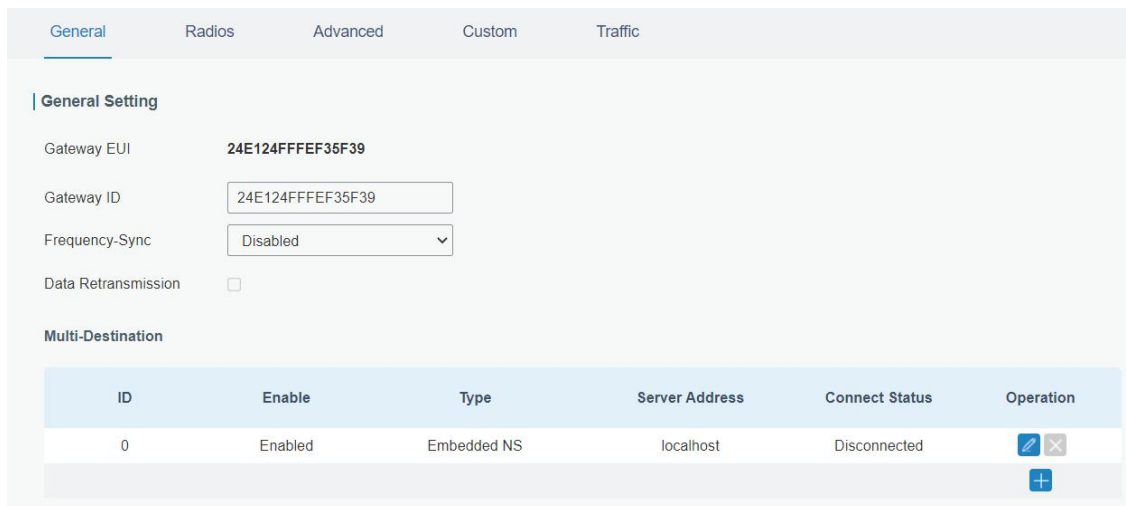 General Radios Advanced Custom Traffic
General Setting
Gateway EUI 24E124FFFEF35F39
Gateway ID 24E124FFFEF35F39
Frequency-Sync Disabled
Data Retransmission
Multi-Destination
ID Enable Type Server Address Connect Status Operation
0 Enabled Embedded NS localhost Disconnected